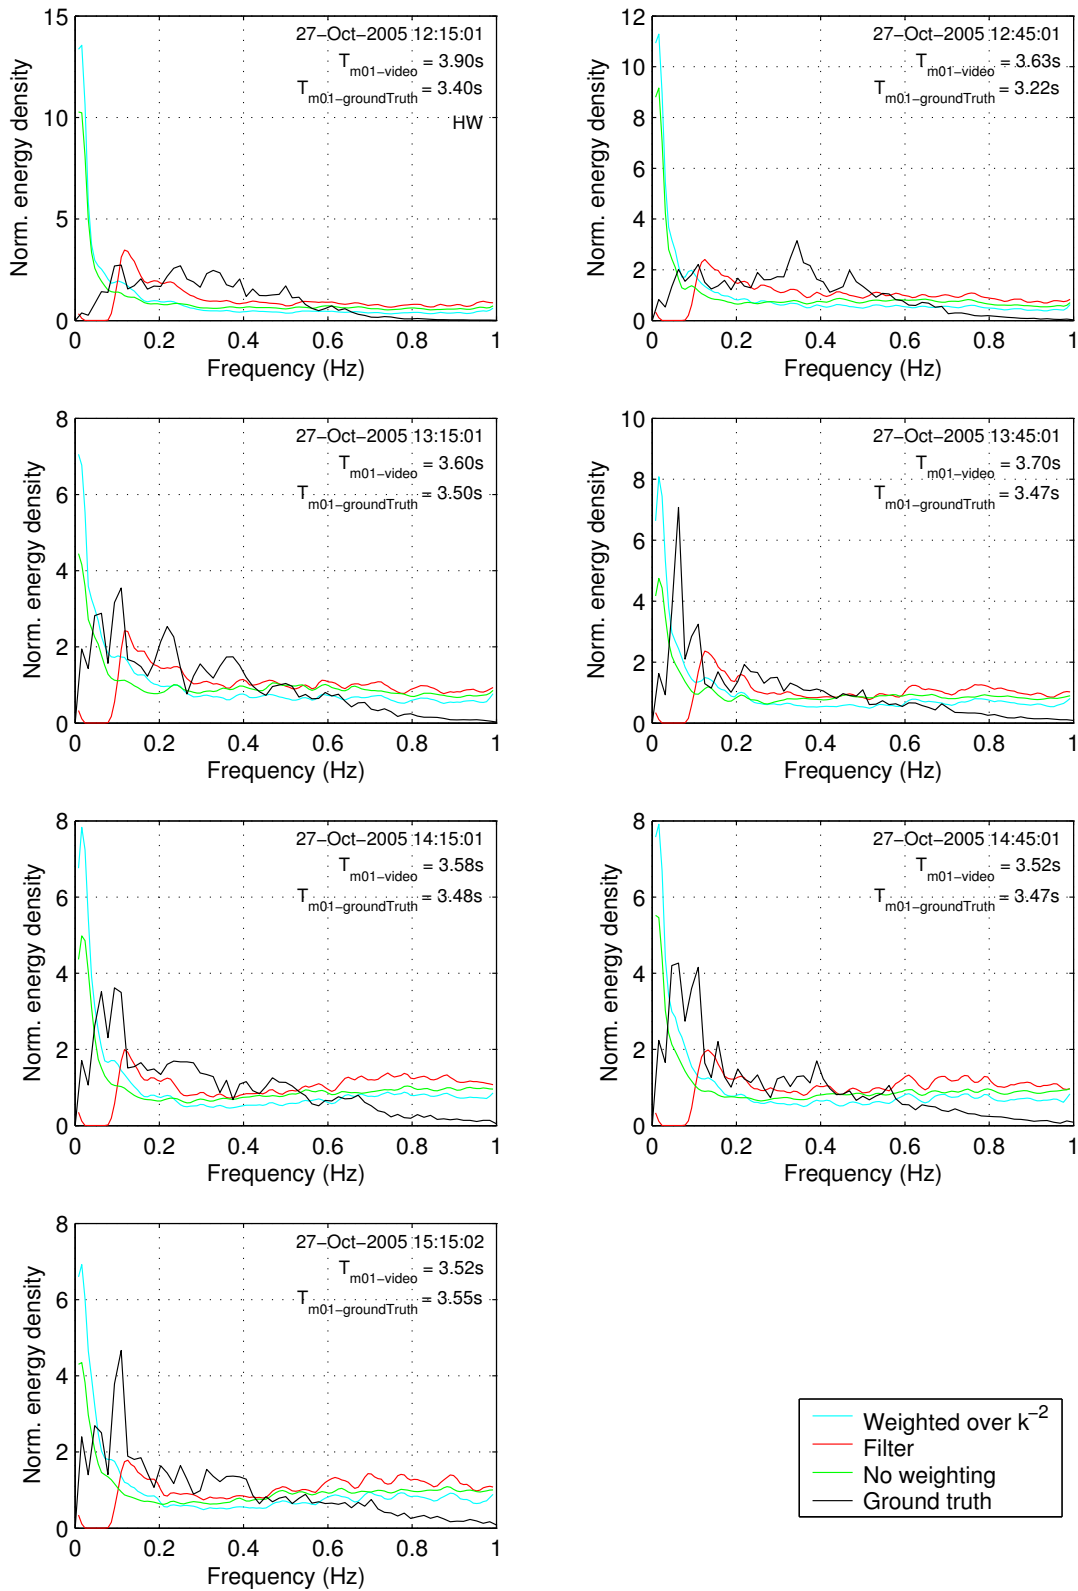 15
10
5
0
0 0.2 0.4 0.6 0.8 1
Norm. energy density
Frequency (Hz)
27−Oct−2005 12:15:01
T m01−video = 3.90s
T m01−groundTruth = 3.40s
HW
12
10
8
6
4
2
0
0 0.2 0.4 0.6 0.8 1
Norm. energy density
Frequency (Hz)
27−Oct−2005 12:45:01
T m01−video = 3.63s
T m01−groundTruth = 3.22s
8
6
4
2
0
0 0.2 0.4 0.6 0.8 1
Norm. energy density
Frequency (Hz)
27−Oct−2005 13:15:01
T m01−video = 3.60s
T m01−groundTruth = 3.50s
10
8
6
4
2
0
0 0.2 0.4 0.6 0.8 1
Norm. energy density
Frequency (Hz)
27−Oct−2005 13:45:01
T m01−video = 3.70s
T m01−groundTruth = 3.47s
8
6
4
2
0
0 0.2 0.4 0.6 0.8 1
Norm. energy density
Frequency (Hz)
27−Oct−2005 14:15:01
T m01−video = 3.58s
T m01−groundTruth = 3.48s
8
6
4
2
0
0 0.2 0.4 0.6 0.8 1
Norm. energy density
Frequency (Hz)
27−Oct−2005 14:45:01
T m01−video = 3.52s
T m01−groundTruth = 3.47s
8
6
4
2
0
0 0.2 0.4 0.6 0.8 1
Norm. energy density
Frequency (Hz)
27−Oct−2005 15:15:02
T m01−video = 3.52s
T m01−groundTruth = 3.55s
Weighted over k⁻²
Filter
No weighting
Ground truth